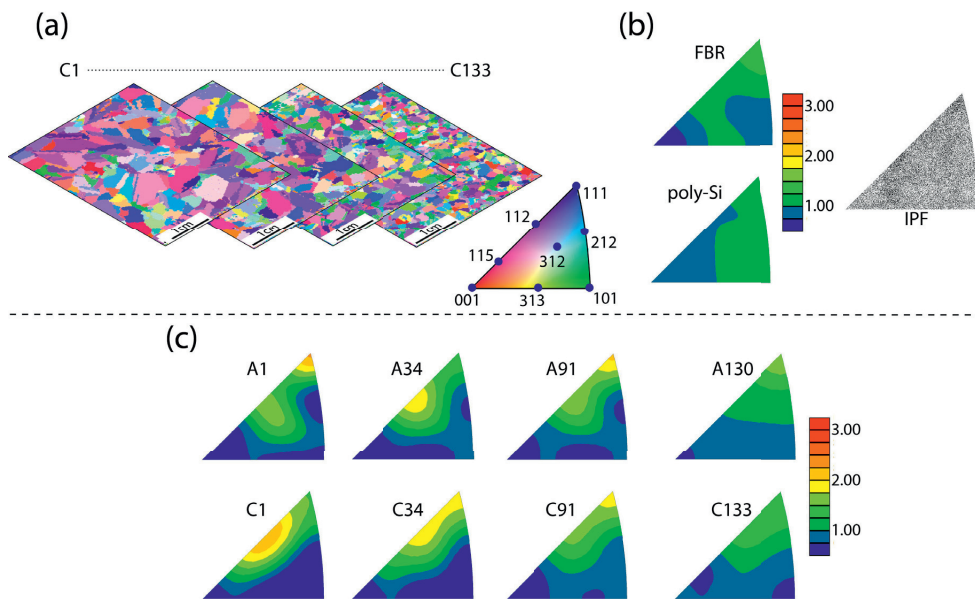 (a)
C1
C133
1cm
1cm
1cm
1cm
111
112
212
115
312
001
313
101
(b)
FBR
3.00
2.00
1.00
poly-Si
IPF
(c)
A1
A34
A91
A130
3.00
2.00
1.00
C1
C34
C91
C133